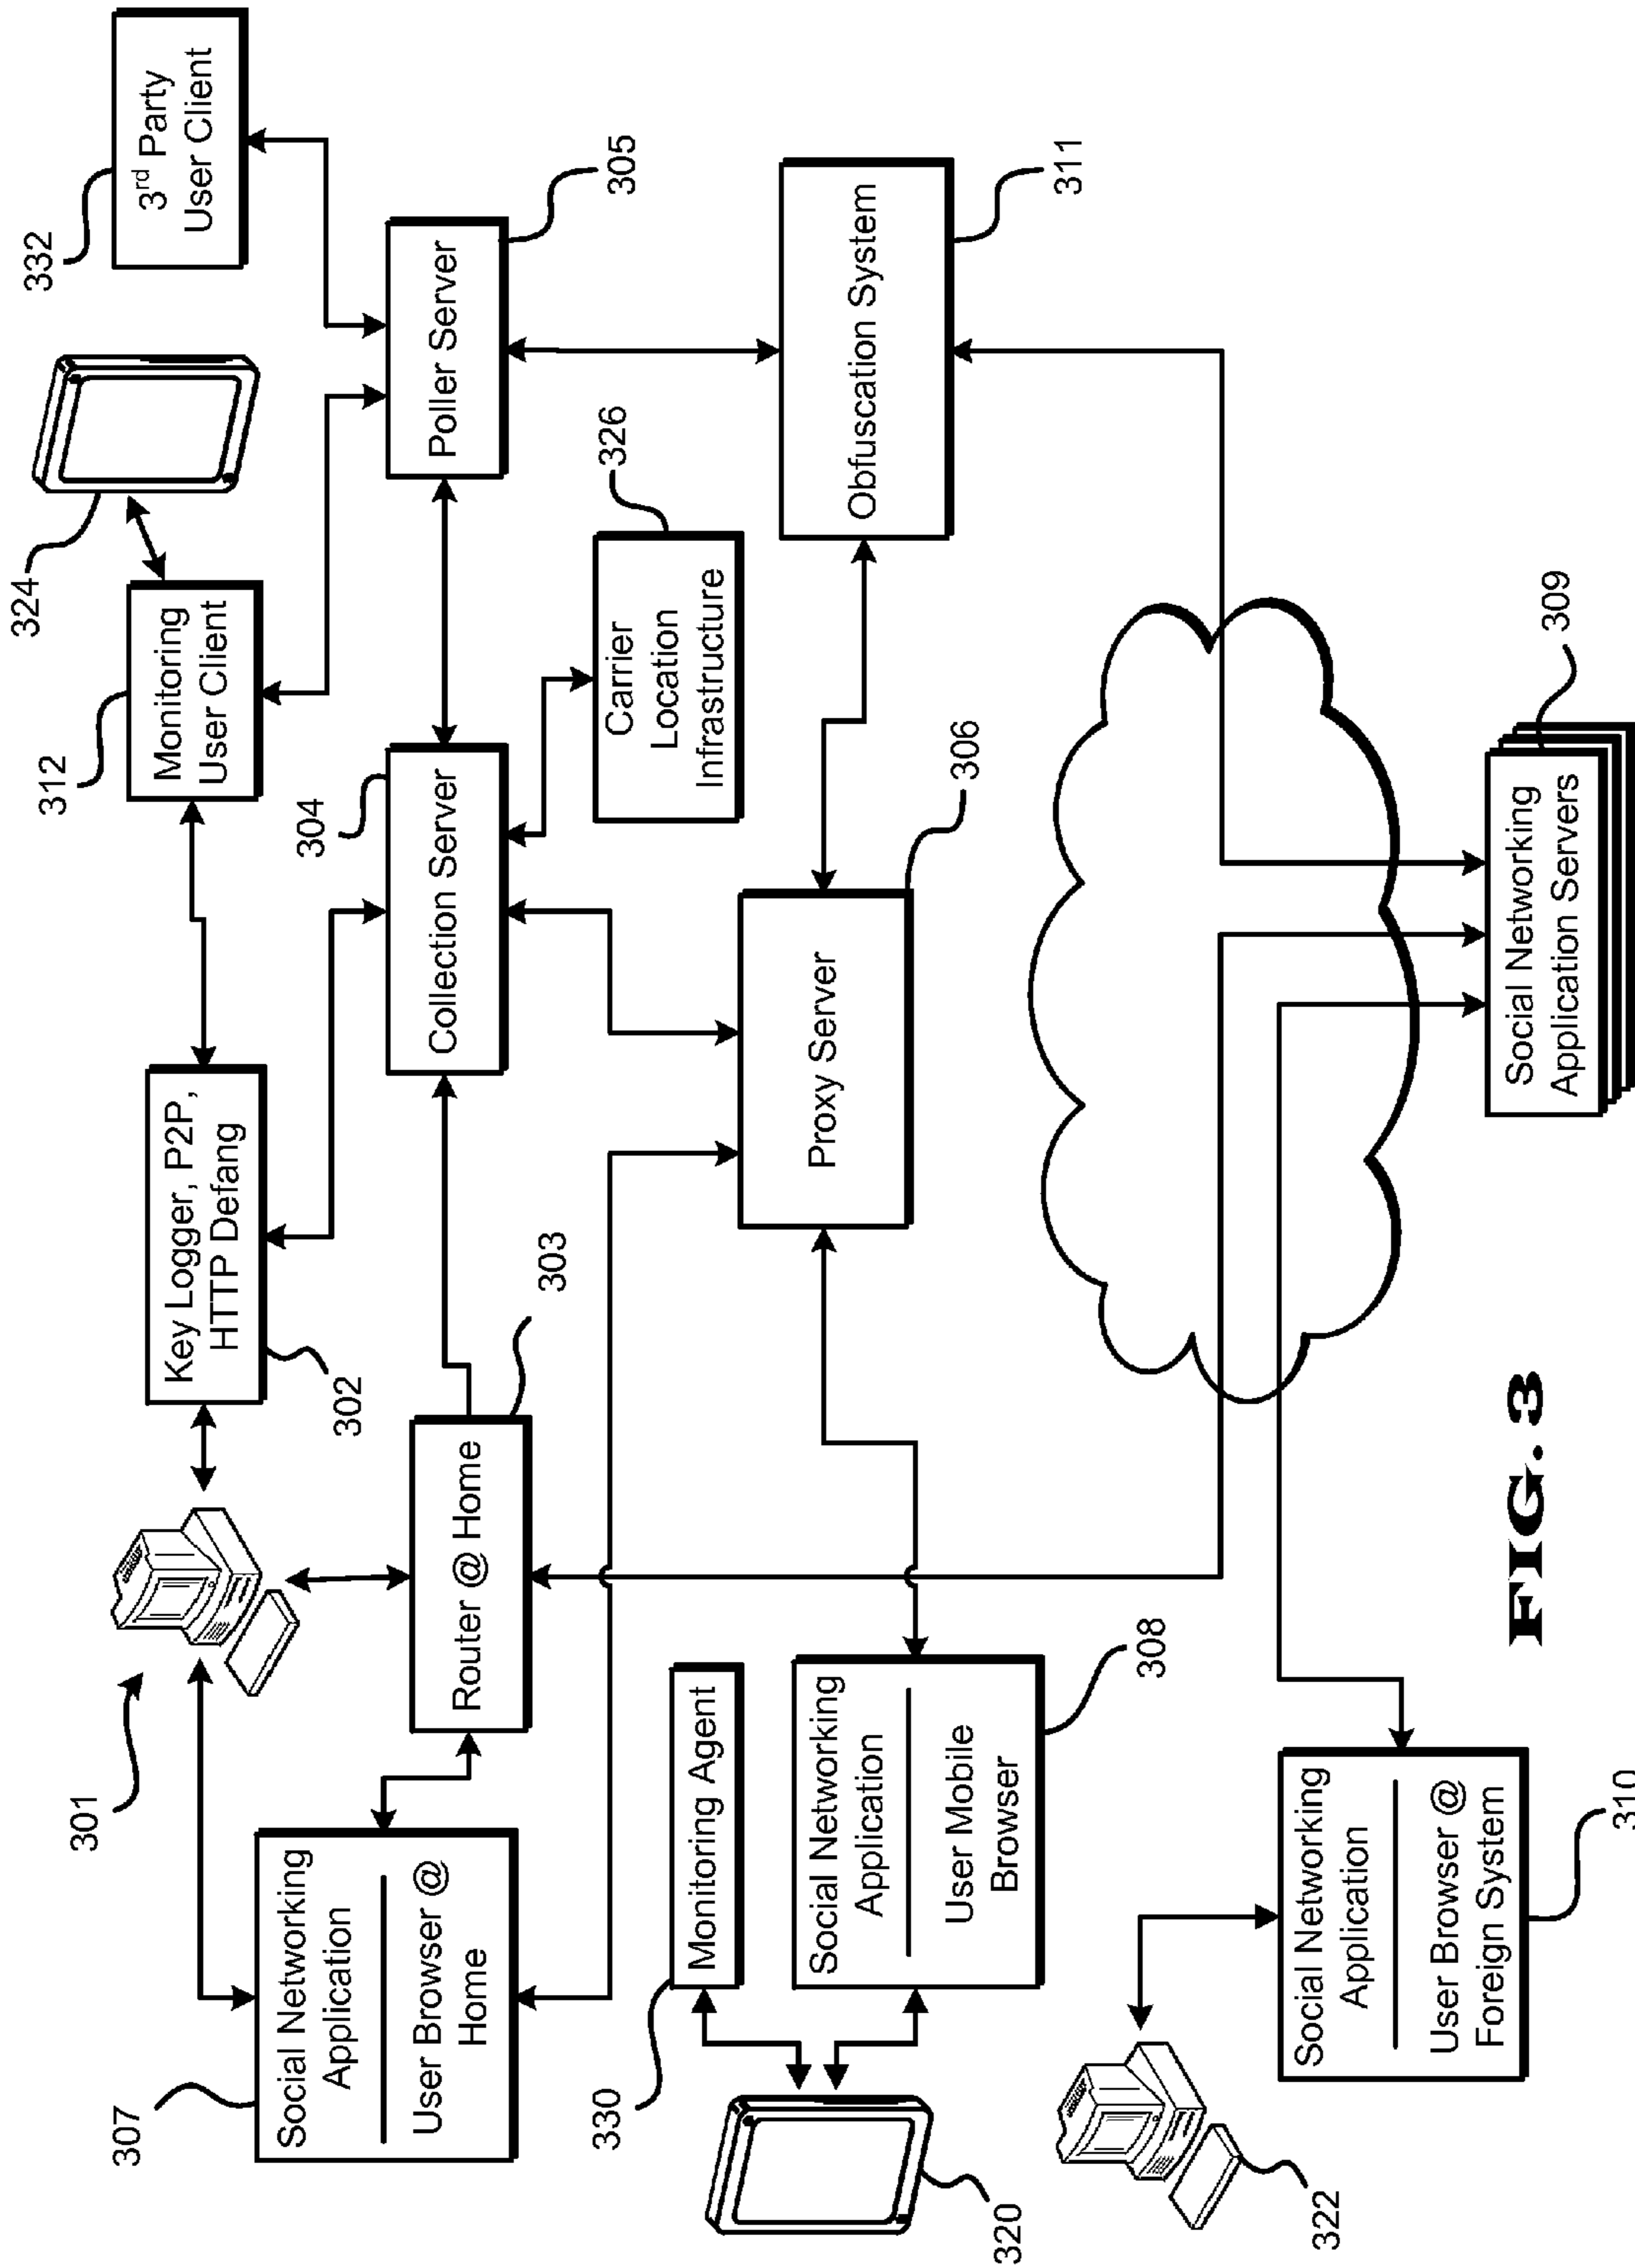 301
307
Social Networking
Application
User Browser @
Home
302
Key Logger, P2P,
HTTP Defang
312
Monitoring
User Client
324
332
3rd Party
User Client
303
Router @ Home
304
Collection Server
305
Poller Server
326
Carrier
Location
Infrastructure
330
Monitoring Agent
320
Social Networking
Application
User Mobile
Browser
308
Proxy Server
306
Obfuscation System
311
322
Social Networking
Application
User Browser @
Foreign System
310
Social Networking
Application Servers
309
FIG. 3